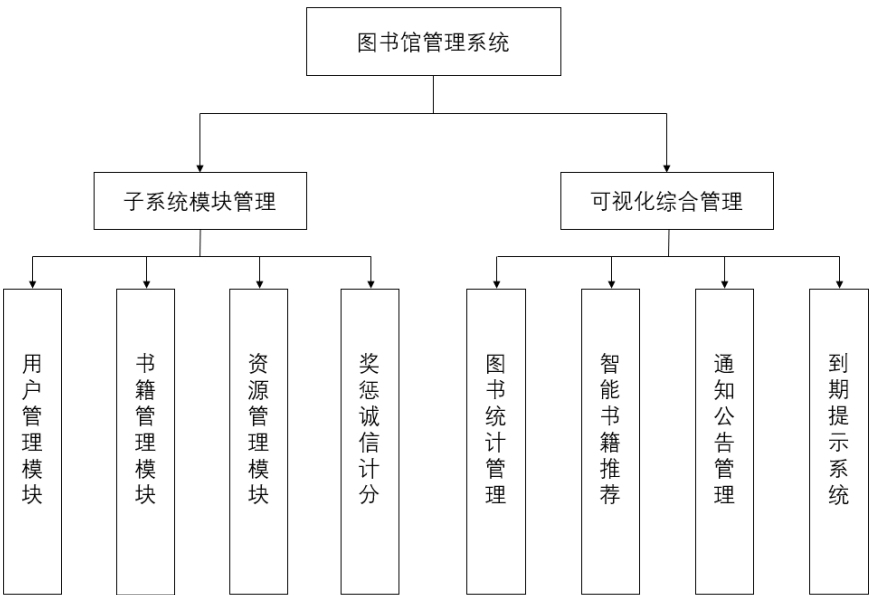 图书馆管理系统
子系统模块管理
可视化综合管理
用户管理模块
书籍管理模块
资源管理模块
奖惩诚信计分
图书统计管理
智能书籍推荐
通知公告管理
到期提示系统